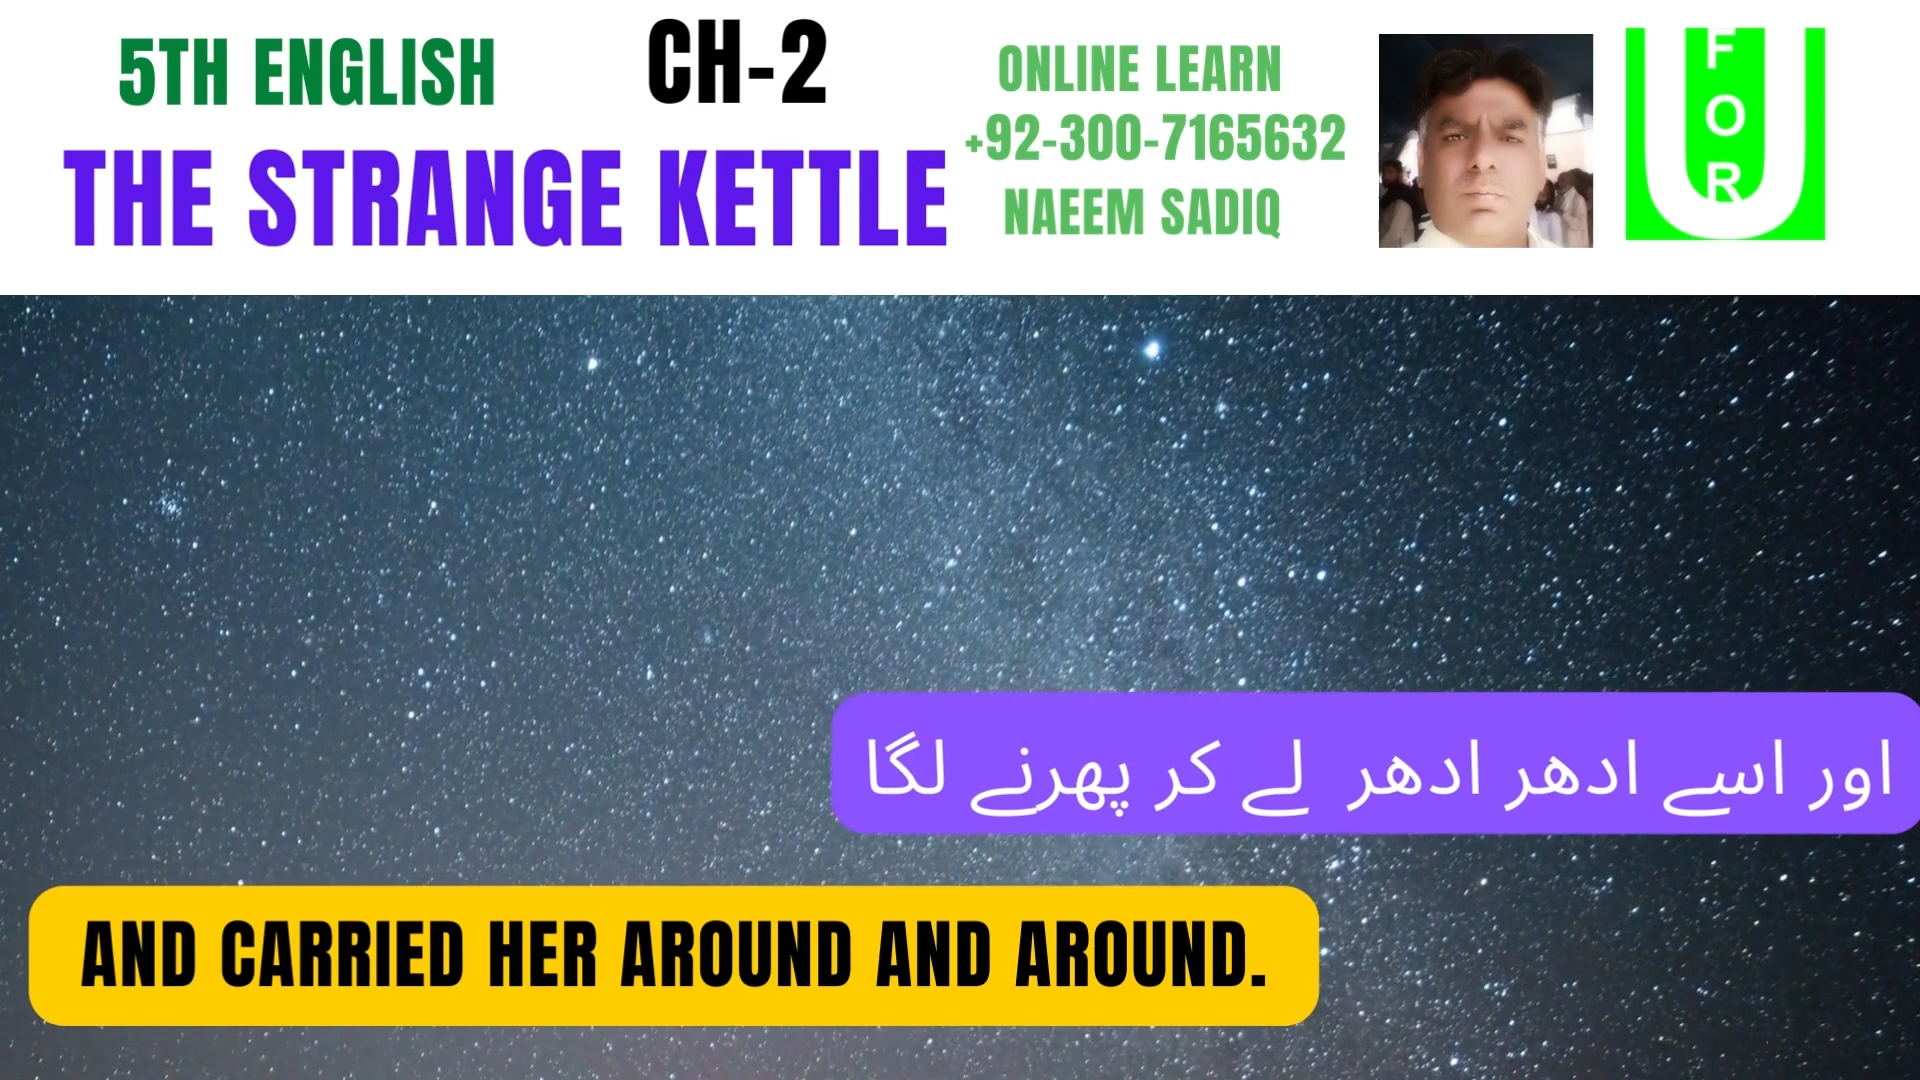 5TH ENGLISH
CH-2
THE STRANGE KETTLE
ONLINE LEARN
+92-300-7165632
NAEEM SADIQ
U
FOR
اور اسے ادھر ادھر لے کر پھرنے لگا
AND CARRIED HER AROUND AND AROUND.